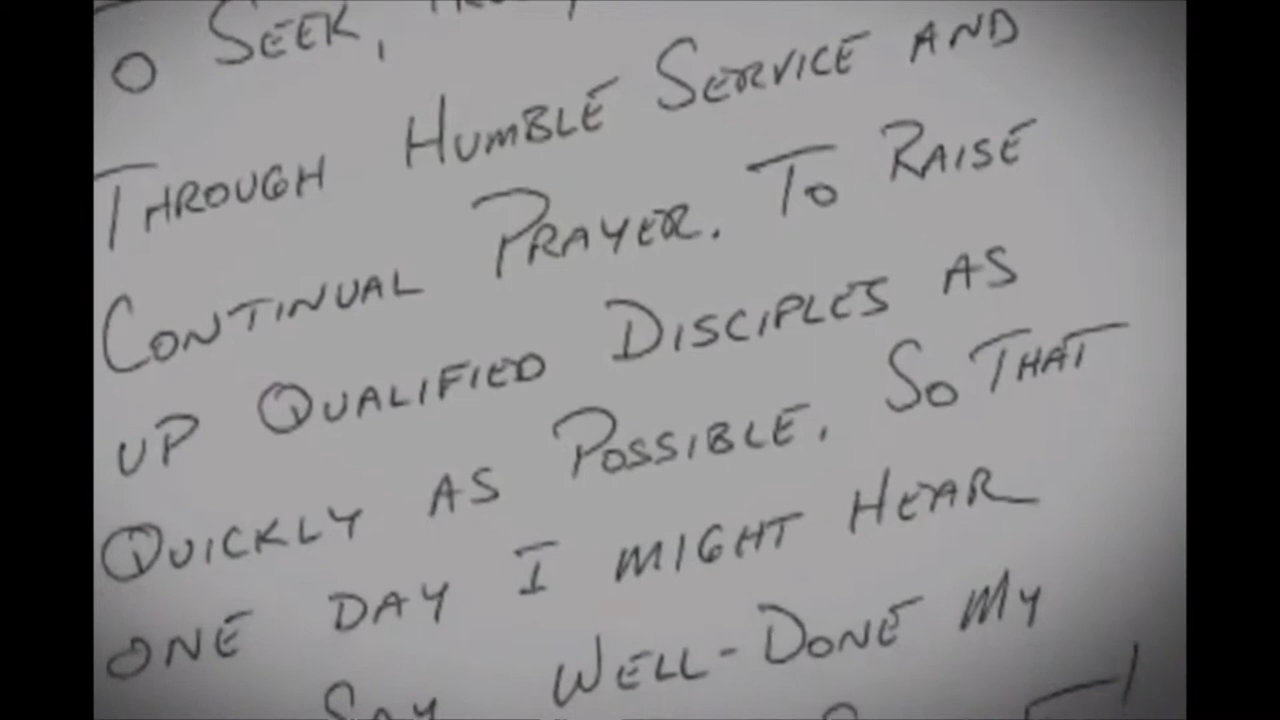 O SEEK,
THROUGH HUMBLE SERVICE AND
CONTINUAL PRAYER. TO RAISE
UP QUALIFIED DISCIPLES AS
QUICKLY AS POSSIBLE, SO THAT
ONE DAY I MIGHT HEAR
SAY WELL-DONE MY